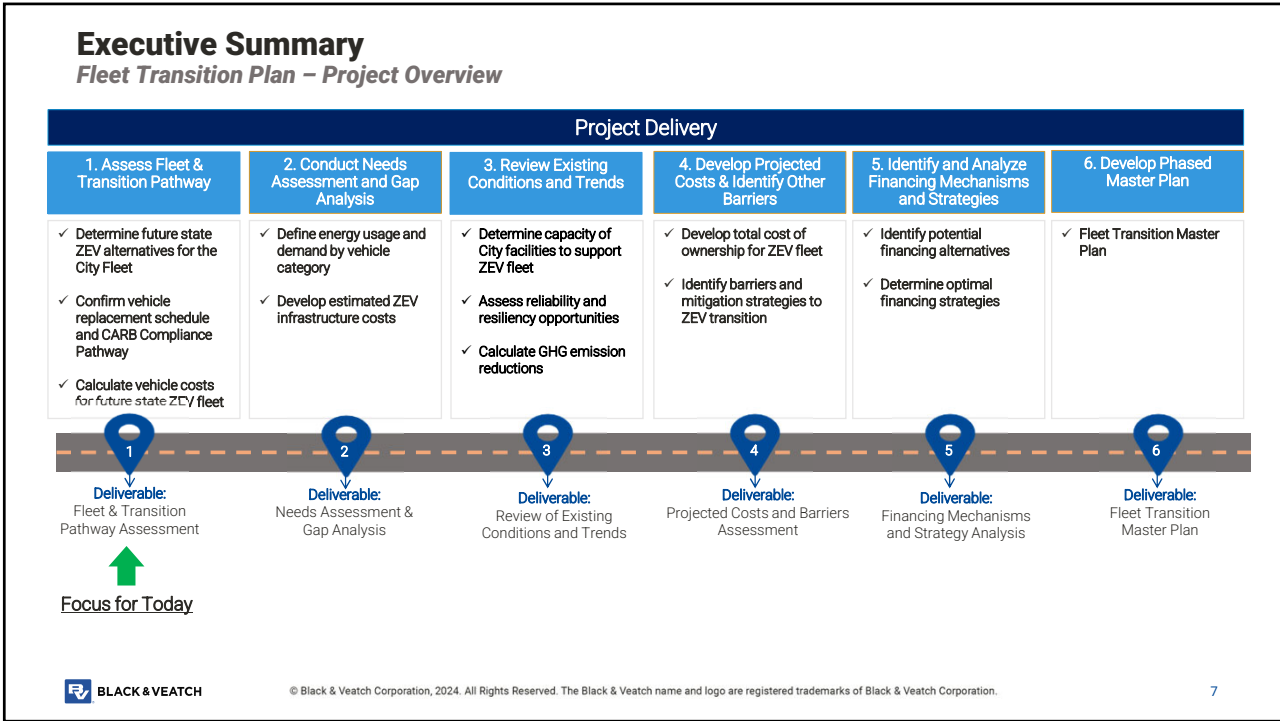 Executive Summary
Fleet Transition Plan – Project Overview
Project Delivery
1. Assess Fleet &
Transition Pathway
2. Conduct Needs
Assessment and Gap
Analysis
3. Review Existing
Conditions and Trends
4. Develop Projected
Costs & Identify Other
Barriers
5. Identify and Analyze
Financing Mechanisms
and Strategies
6. Develop Phased
Master Plan
✓ Determine future state
ZEV alternatives for the
City Fleet
✓ Confirm vehicle
replacement schedule
and CARB Compliance
Pathway
✓ Calculate vehicle costs
for future state ZEV fleet
✓ Define energy usage and
demand by vehicle
category
✓ Develop estimated ZEV
infrastructure costs
✓ Determine capacity of
City facilities to support
ZEV fleet
✓ Assess reliability and
resiliency opportunities
✓ Calculate GHG emission
reductions
✓ Develop total cost of
ownership for ZEV fleet
✓ Identify barriers and
mitigation strategies to
ZEV transition
✓ Identify potential
financing alternatives
✓ Determine optimal
financing strategies
✓ Fleet Transition Master
Plan
1
2
3
4
5
6
Deliverable:
Fleet & Transition
Pathway Assessment
Deliverable:
Needs Assessment &
Gap Analysis
Deliverable:
Review of Existing
Conditions and Trends
Deliverable:
Projected Costs and Barriers
Assessment
Deliverable:
Financing Mechanisms
and Strategy Analysis
Deliverable:
Fleet Transition
Master Plan
Focus for Today
BV BLACK & VEATCH
© Black & Veatch Corporation, 2024. All Rights Reserved. The Black & Veatch name and logo are registered trademarks of Black & Veatch Corporation.
7